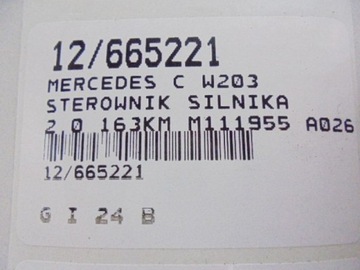 12/665221
MERCEDES C W203
STEROWNIK SILNIKA
2 0 163KM M111955 A026
12/665221
G I 24 B